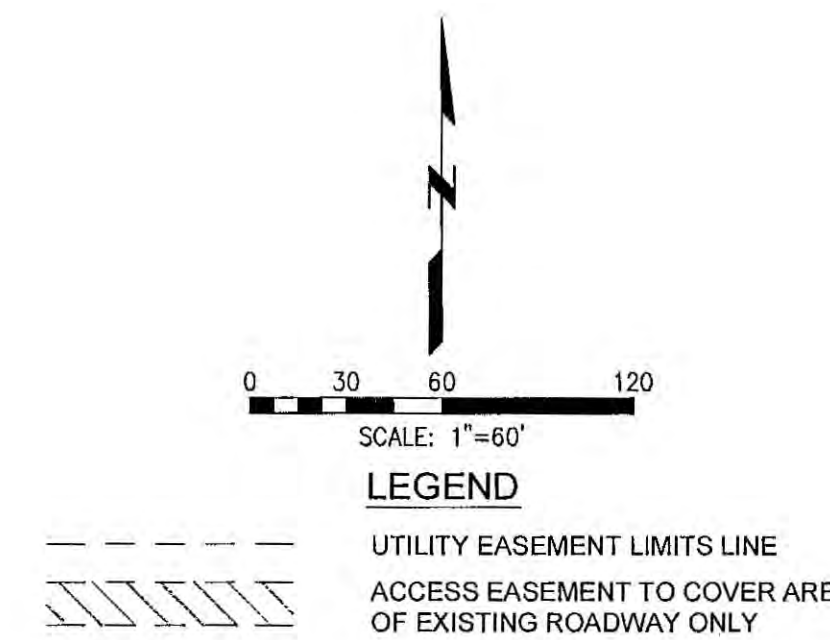 N
0 30 60 120
SCALE: 1"=60'
LEGEND
UTILITY EASEMENT LIMITS LINE
ACCESS EASEMENT TO COVER ARE
OF EXISTING ROADWAY ONLY